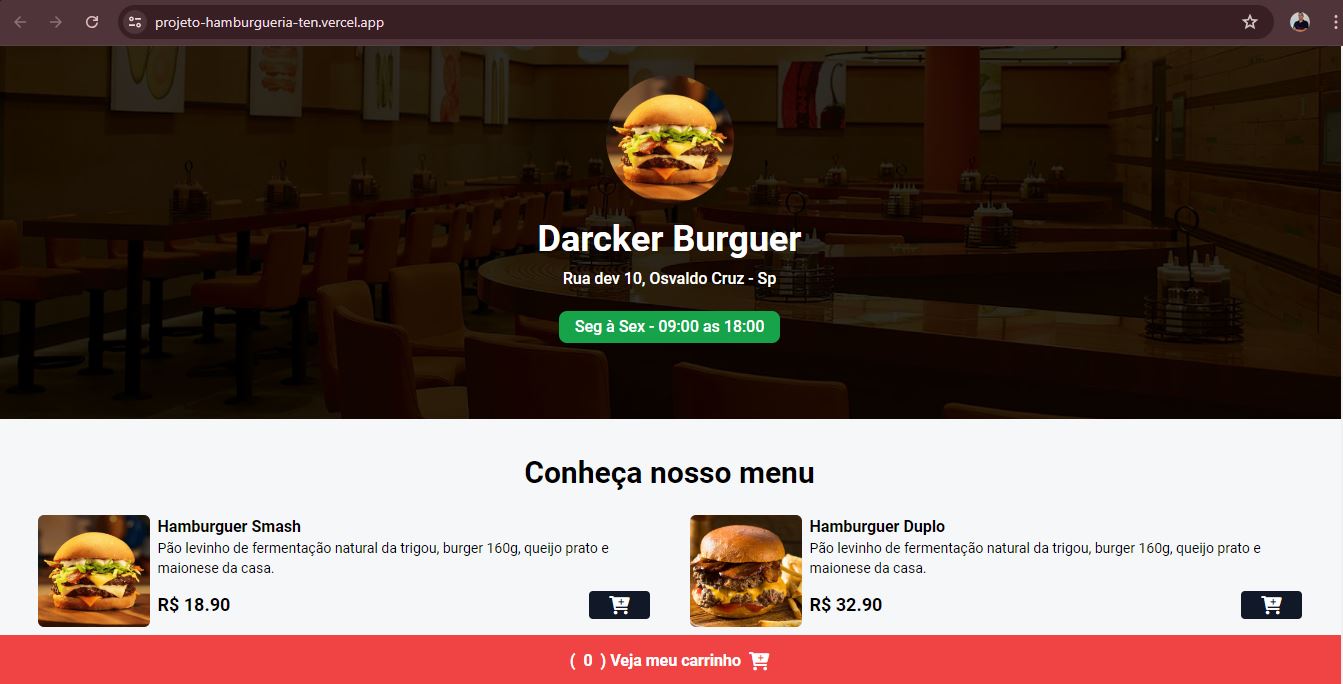 projeto-hamburgueria-ten.vercel.app
Darcker Burguer
Rua dev 10, Osvaldo Cruz - Sp
Seg à Sex - 09:00 as 18:00
Conheça nosso menu
Hamburguer Smash
Pão levinho de fermentação natural da trigou, burger 160g, queijo prato e
maionese da casa.
R$ 18.90
Hamburguer Duplo
Pão levinho de fermentação natural da trigou, burger 160g, queijo prato e
maionese da casa.
R$ 32.90
( 0 ) Veja meu carrinho